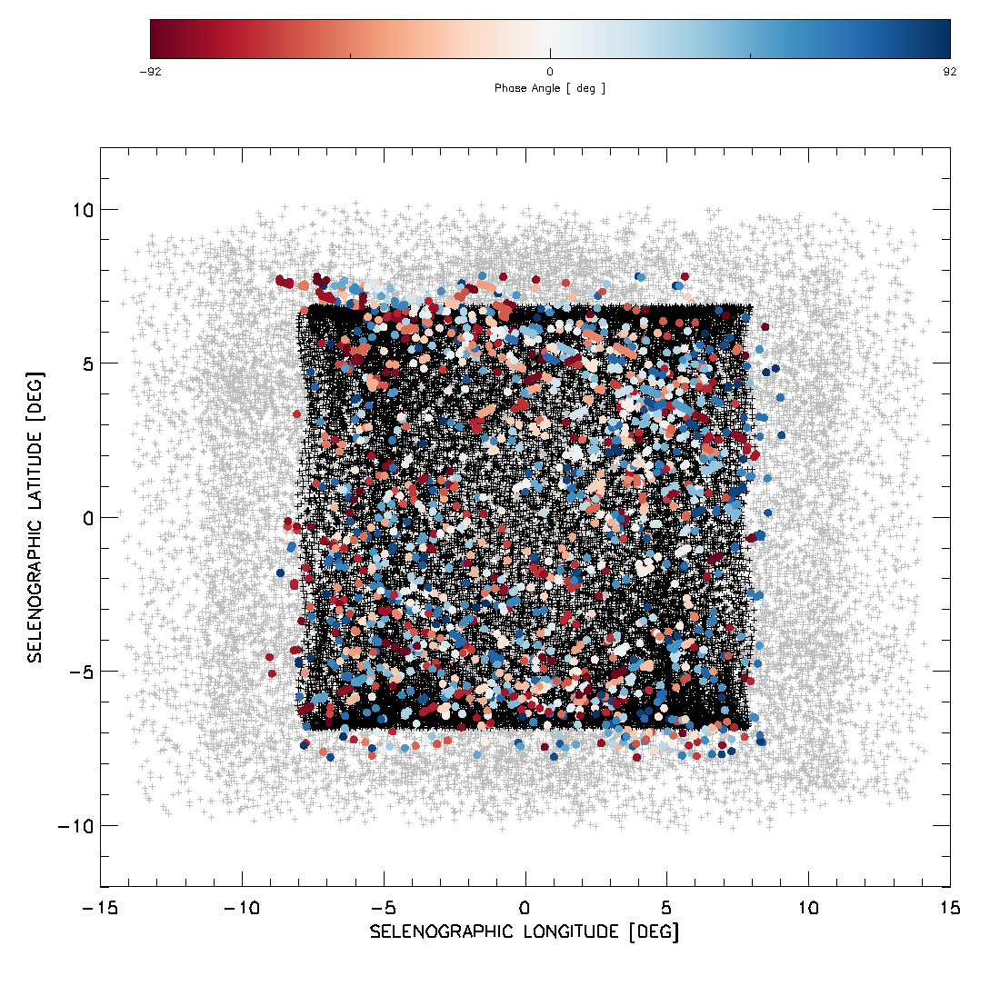 -92 0 92
Phase Angle [ deg ]
10
5
0
-5
-10
SELENOGRAPHIC LATITUDE [DEG]
-15 -10 -5 0 5 10 15
SELENOGRAPHIC LONGITUDE [DEG]